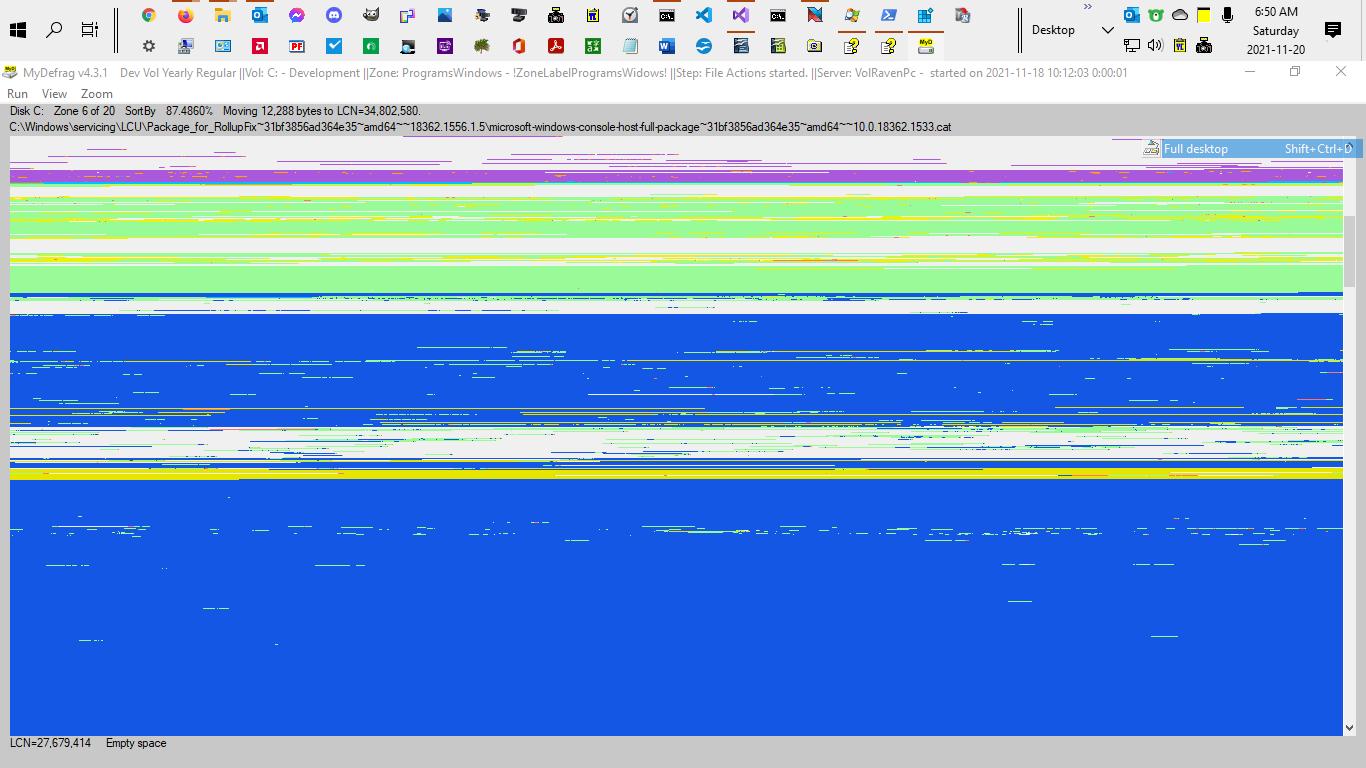 6:50 AM
Desktop
Saturday
2021-11-20
MyDefrag v4.3.1 Dev Vol Yearly Regular ||Vol: C: - Development ||Zone: ProgramsWindows - !ZoneLabelProgramsWidows! ||Step: File Actions started. ||Server: VolRavenPc - started on 2021-11-18 10:12:03 0:00:01
Run View Zoom
Disk C: Zone 6 of 20 SortBy 87.4860% Moving 12,288 bytes to LCN=34,802,580.
C:\Windows\servicing\LCU\Package_for_RollupFix~31bf3856ad364e35~amd64~~18362.1556.1.5\microsoft-windows-console-host-full-package~31bf3856ad364e35~amd64~~10.0.18362.1533.cat
Full desktop Shift+Ctrl+D
LCN=27,679,414 Empty space